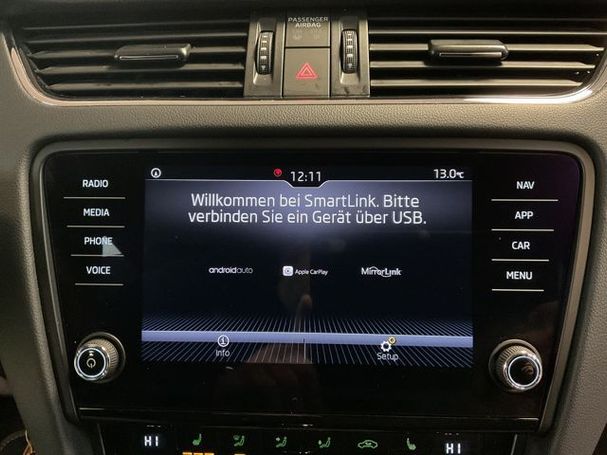 PASSENGER
AIRBAG
12:11
13.0°C
Willkommen bei SmartLink. Bitte
verbinden Sie ein Gerät über USB.
androidauto
Apple CarPlay
MirrorLink
Info
Setup
RADIO
MEDIA
PHONE
VOICE
NAV
APP
CAR
MENU
HI
HI